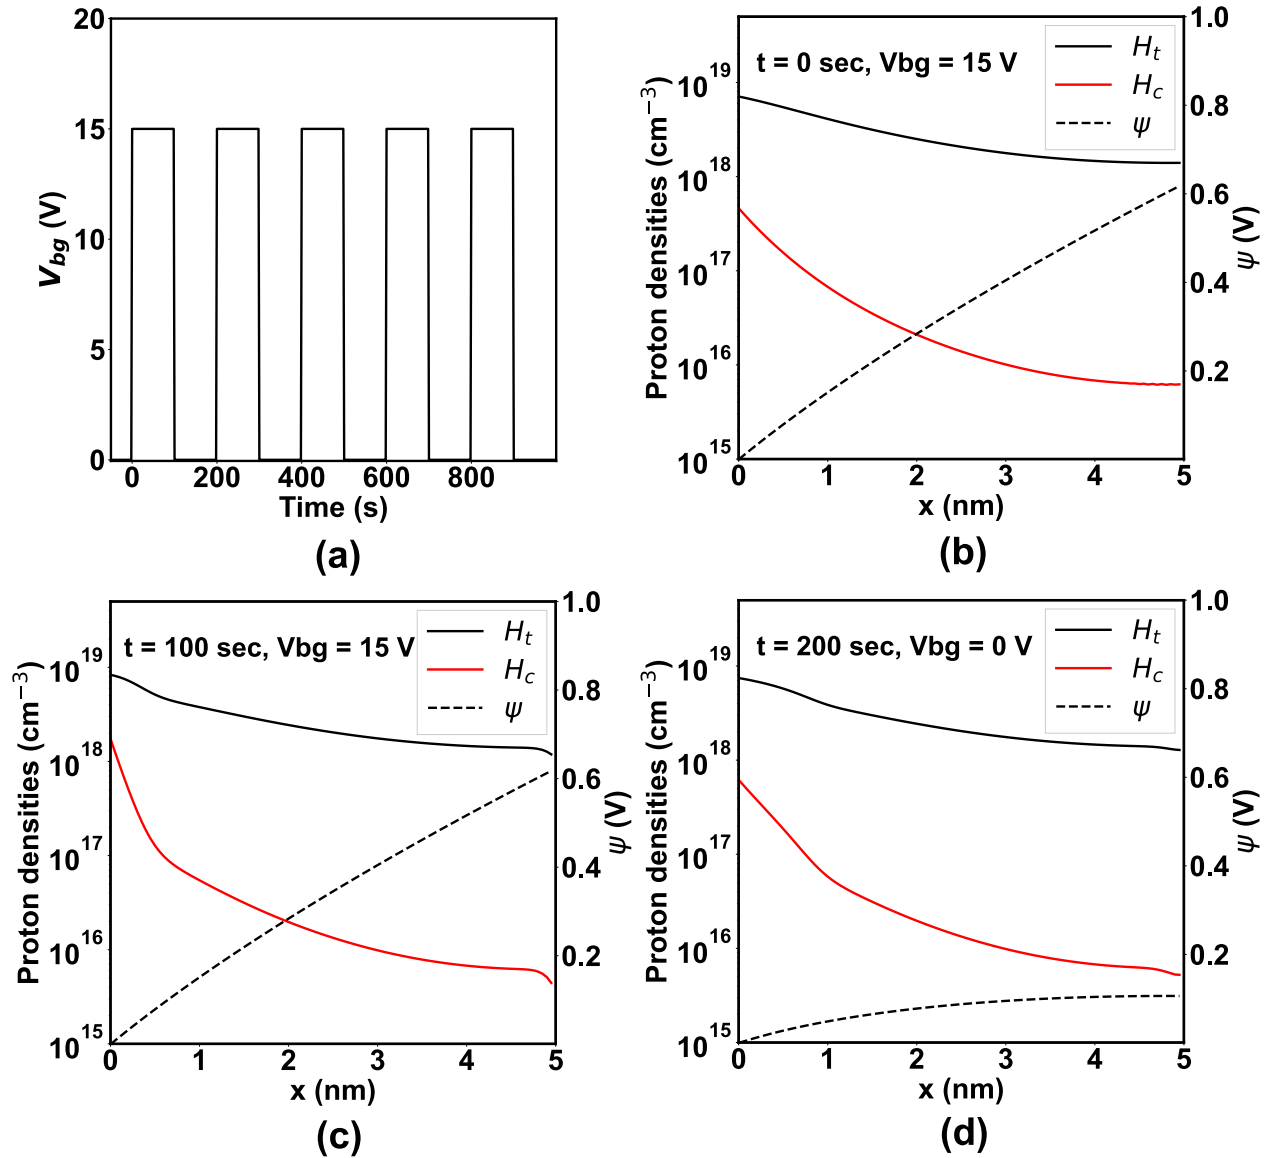 20
15
10
5
0
V_bg (V)
0 200 400 600 800
Time (s)
(a)
t = 0 sec, Vbg = 15 V
H_t
H_c
ψ
10^19
10^18
10^17
10^16
10^15
Proton densities (cm^−3)
1.0
0.8
0.6
0.4
0.2
ψ (V)
0 1 2 3 4 5
x (nm)
(b)
t = 100 sec, Vbg = 15 V
H_t
H_c
ψ
10^19
10^18
10^17
10^16
10^15
Proton densities (cm^−3)
1.0
0.8
0.6
0.4
0.2
ψ (V)
0 1 2 3 4 5
x (nm)
(c)
t = 200 sec, Vbg = 0 V
H_t
H_c
ψ
10^19
10^18
10^17
10^16
10^15
Proton densities (cm^−3)
1.0
0.8
0.6
0.4
0.2
ψ (V)
0 1 2 3 4 5
x (nm)
(d)